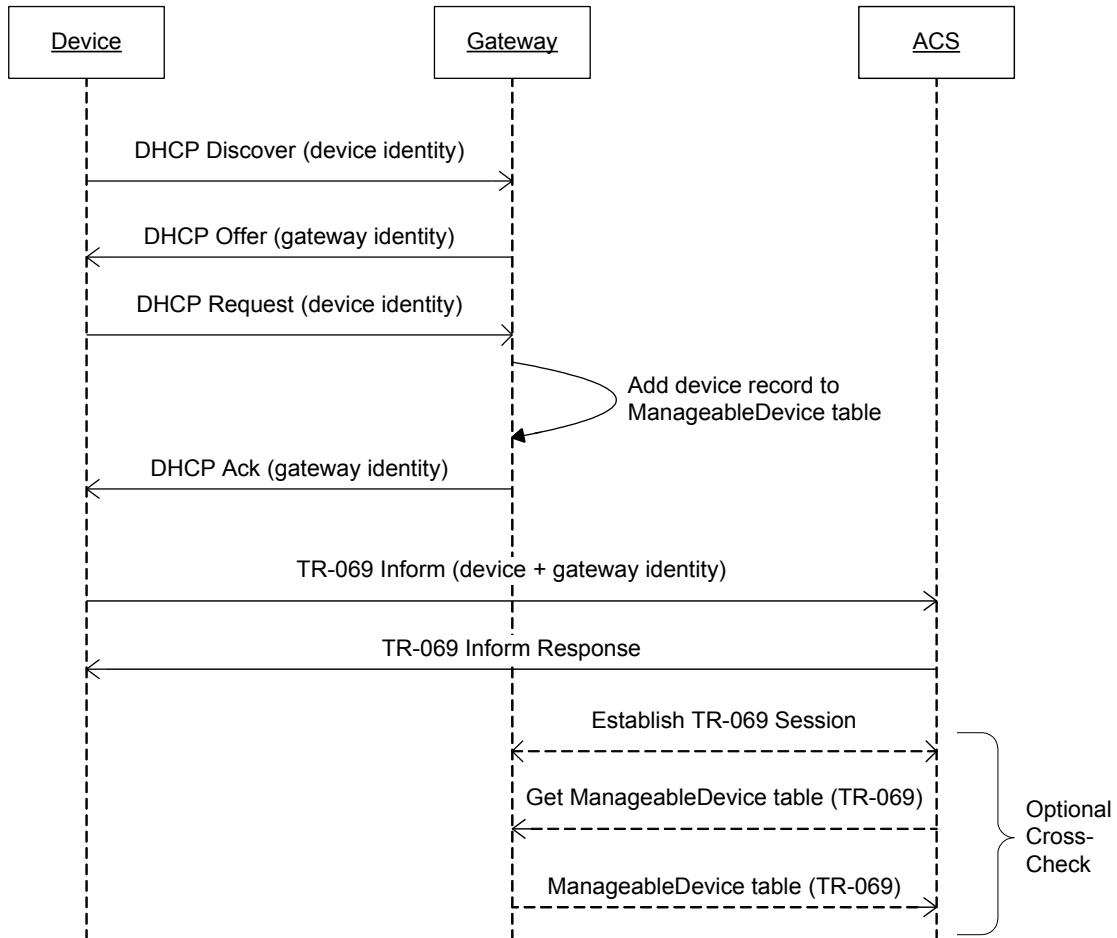 Device
Gateway
ACS
DHCP Discover (device identity)
DHCP Offer (gateway identity)
DHCP Request (device identity)
Add device record to
ManageableDevice table
DHCP Ack (gateway identity)
TR-069 Inform (device + gateway identity)
TR-069 Inform Response
Establish TR-069 Session
Get ManageableDevice table (TR-069)
Optional
Cross-
Check
ManageableDevice table (TR-069)